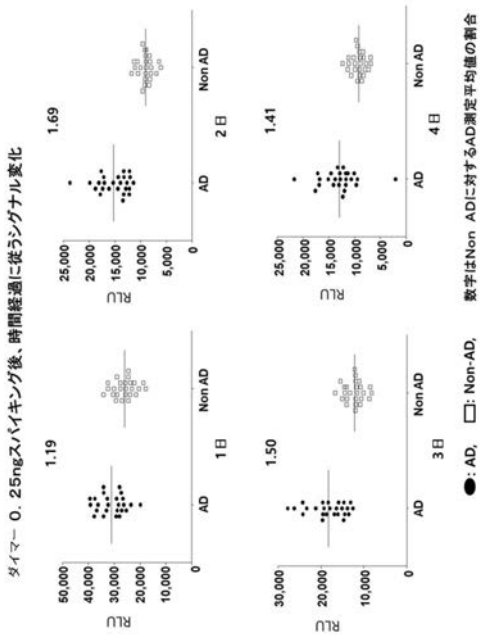 ダイマー 0. 25ngスパイキング後、時間経過に従うシグナル変化
1.19
50,000
40,000
30,000
20,000
10,000
0
RLU
AD
Non AD
1日
1.69
25,000
20,000
15,000
10,000
5,000
0
RLU
AD
Non AD
2日
1.50
30,000
20,000
10,000
0
RLU
AD
Non AD
3日
1.41
25,000
20,000
15,000
10,000
5,000
0
RLU
AD
Non AD
4日
●: AD, □: Non-AD, 数字はNon ADに対するAD測定平均値の割合